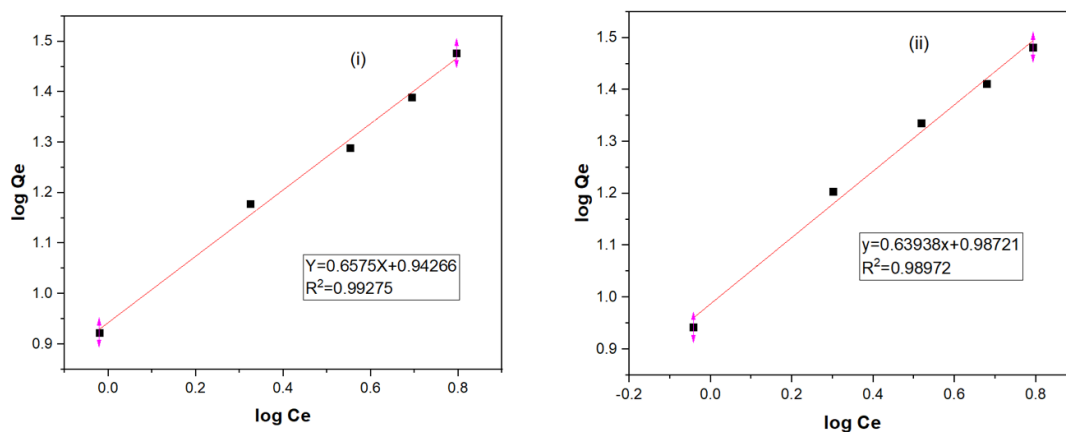 (i)
log Qe
1.5
1.4
1.3
1.2
1.1
1.0
0.9
Y=0.6575X+0.94266
R²=0.99275
0.0 0.2 0.4 0.6 0.8
log Ce
(ii)
log Qe
1.5
1.4
1.3
1.2
1.1
1.0
0.9
y=0.63938x+0.98721
R²=0.98972
-0.2 0.0 0.2 0.4 0.6 0.8
log Ce